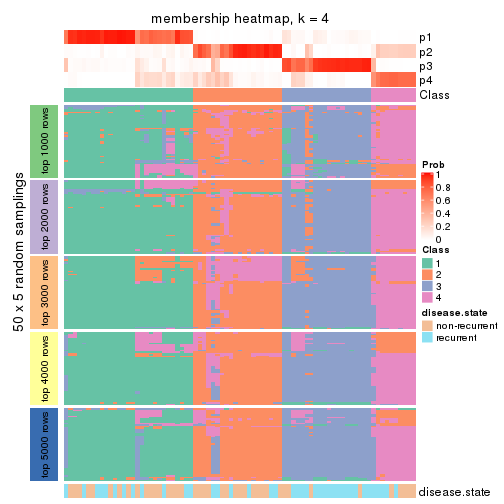 membership heatmap, k = 4
p1
p2
p3
p4
Class
50 x 5 random samplings
top 1000 rows
top 2000 rows
top 3000 rows
top 4000 rows
top 5000 rows
disease.state
Prob
1
0.8
0.6
0.4
0.2
0
Class
1
2
3
4
disease.state
non-recurrent
recurrent